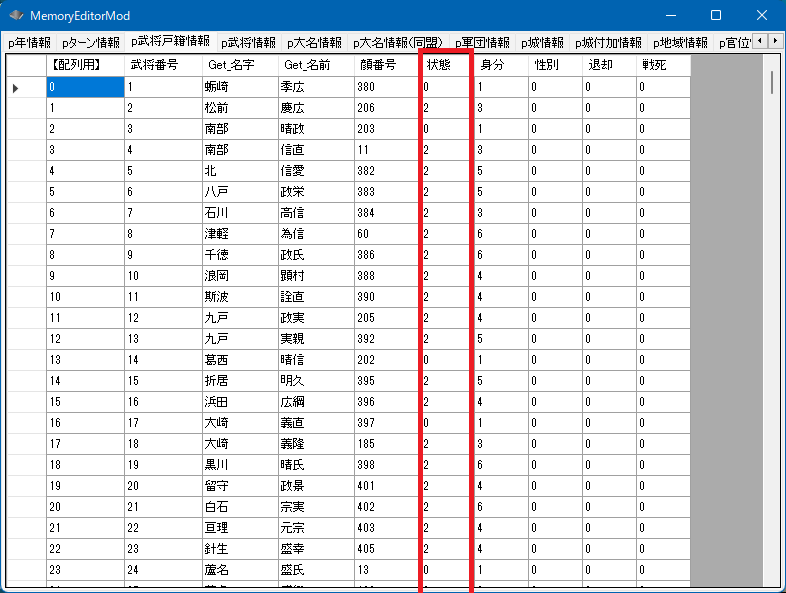 MemoryEditorMod
p年情報 pターン情報 p武将戸籍情報 p武将情報 p大名情報 p大名情報(同盟) p軍団情報 p城情報 p城付加情報 p地域情報 p官位
【配列用】 武将番号 Get_名字 Get_名前 顔番号 状態 身分 性別 退却 戦死
0 1 蛎崎 季広 380 0 1 0 0 0
1 2 松前 慶広 206 2 3 0 0 0
2 3 南部 晴政 203 0 1 0 0 0
3 4 南部 信直 11 2 3 0 0 0
4 5 北 信愛 382 2 5 0 0 0
5 6 八戸 政栄 383 2 5 0 0 0
6 7 石川 高信 384 2 3 0 0 0
7 8 津軽 為信 60 2 6 0 0 0
8 9 千徳 政氏 386 2 6 0 0 0
9 10 浪岡 顕村 388 2 4 0 0 0
10 11 斯波 詮直 390 2 4 0 0 0
11 12 九戸 政実 205 2 4 0 0 0
12 13 九戸 実親 392 2 5 0 0 0
13 14 葛西 晴信 202 0 1 0 0 0
14 15 折居 明久 395 2 5 0 0 0
15 16 浜田 広綱 396 2 4 0 0 0
16 17 大崎 義直 397 0 1 0 0 0
17 18 大崎 義隆 185 2 3 0 0 0
18 19 黒川 晴氏 398 2 6 0 0 0
19 20 留守 政景 401 2 4 0 0 0
20 21 白石 宗実 402 2 6 0 0 0
21 22 亘理 元宗 403 2 4 0 0 0
22 23 針生 盛幸 405 2 4 0 0 0
23 24 蘆名 盛氏 13 0 1 0 0 0